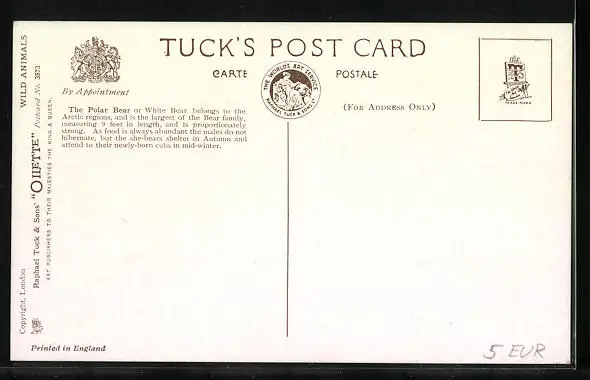 TUCK'S POST CARD
CARTE POSTALE
THE WORLD'S ART SERVICE
RAPHAEL TUCK & SONS LD
(FOR ADDRESS ONLY)
TRADE MARK
By Appointment
The Polar Bear or White Bear belongs to the
Arctic regions, and is the largest of the Bear family,
measuring 9 feet in length, and is proportionately
strong. As food is always abundant the males do not
hibernate, but the she-bears shelter in Autumn and
attend to their newly-born cubs in mid-winter.
WILD ANIMALS
Raphael Tuck & Sons' "OILETTE" Postcard No. 3573
ART PUBLISHERS TO THEIR MAJESTIES THE KING & QUEEN.
Copyright, London
Printed in England
5 EUR